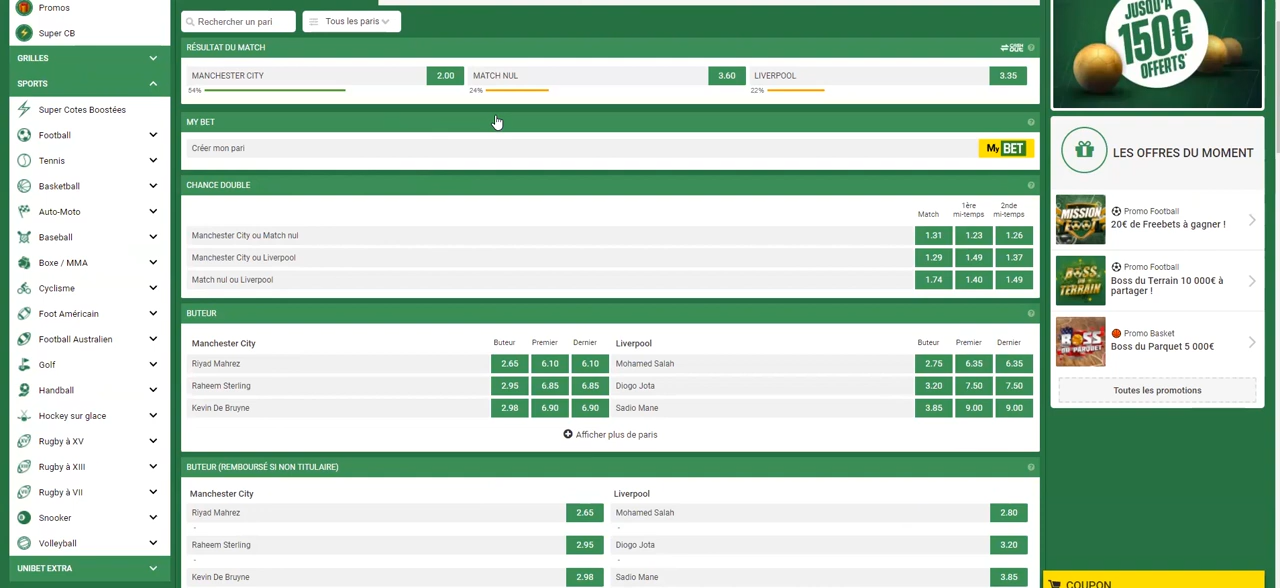 Promos
Super CB
GRILLES
SPORTS
Super Cotes Boostées
Football
Tennis
Basketball
Auto-Moto
Baseball
Boxe / MMA
Cyclisme
Foot Américain
Football Australien
Golf
Handball
Hockey sur glace
Rugby à XV
Rugby à XIII
Rugby à VII
Snooker
Volleyball
UNIBET EXTRA
Rechercher un pari
Tous les paris
RÉSULTAT DU MATCH
MANCHESTER CITY 2.00 MATCH NUL 3.60 LIVERPOOL 3.35
54% 24% 22%
MY BET
Créer mon pari My BET
CHANCE DOUBLE
Match 1ère mi-temps 2nde mi-temps
Manchester City ou Match nul 1.31 1.23 1.26
Manchester City ou Liverpool 1.29 1.49 1.37
Match nul ou Liverpool 1.74 1.40 1.49
BUTEUR
Manchester City Buteur Premier Dernier Liverpool Buteur Premier Dernier
Riyad Mahrez 2.65 6.10 6.10 Mohamed Salah 2.75 6.35 6.35
Raheem Sterling 2.95 6.85 6.85 Diogo Jota 3.20 7.50 7.50
Kevin De Bruyne 2.98 6.90 6.90 Sadio Mane 3.85 9.00 9.00
Afficher plus de paris
BUTEUR (REMBOURSÉ SI NON TITULAIRE)
Manchester City Liverpool
Riyad Mahrez 2.65 Mohamed Salah 2.80
- -
Raheem Sterling 2.95 Diogo Jota 3.20
- -
Kevin De Bruyne 2.98 Sadio Mane 3.85
JUSQU'À
150€
OFFERTS*
LES OFFRES DU MOMENT
MISSION FOOT
Promo Football
20€ de Freebets à gagner !
BOSS DU TERRAIN
Promo Football
Boss du Terrain 10 000€ à
partager !
BOSS DU PARQUET
Promo Basket
Boss du Parquet 5 000€
Toutes les promotions
COUPON